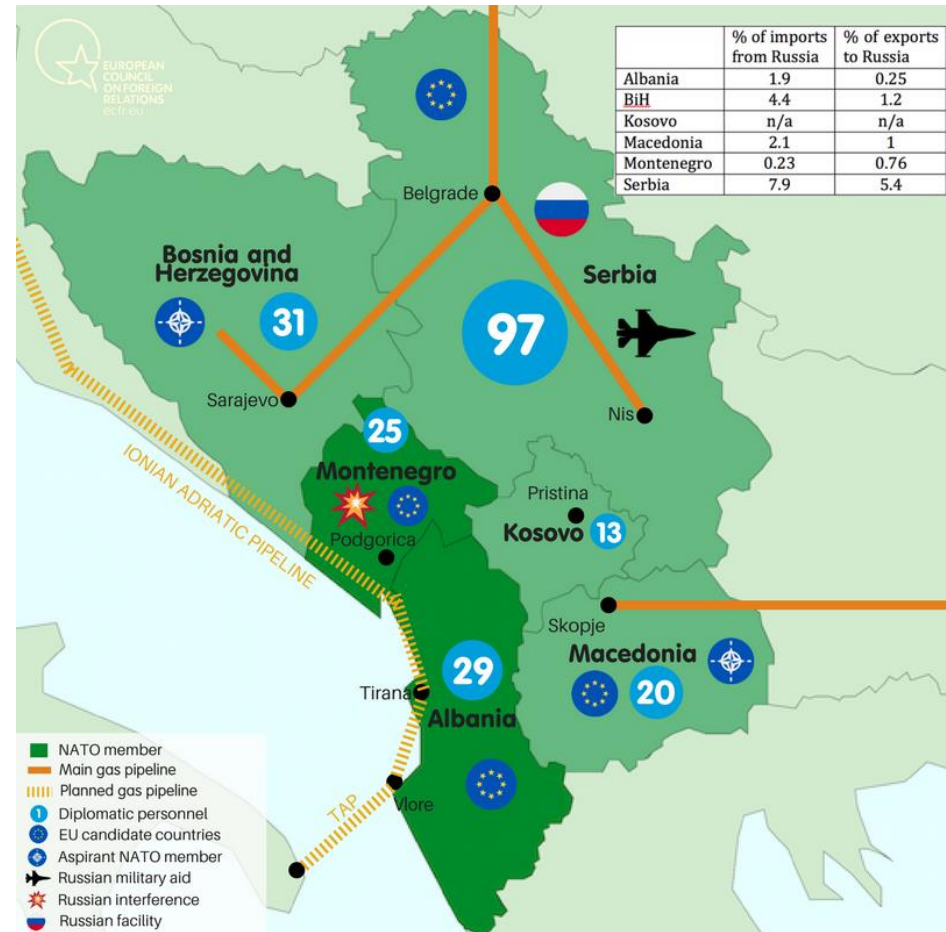 EUROPEAN
COUNCIL
ON FOREIGN
RELATIONS
ecfr.eu
% of imports from Russia
% of exports to Russia
Albania 1.9 0.25
BiH 4.4 1.2
Kosovo n/a n/a
Macedonia 2.1 1
Montenegro 0.23 0.76
Serbia 7.9 5.4
Belgrade
Bosnia and
Herzegovina
Serbia
31
97
Sarajevo
Nis
25
Montenegro
Pristina
Kosovo 13
Podgorica
IONIAN ADRIATIC PIPELINE
Skopje
Macedonia
20
29
Tirana
Albania
Vlore
TAP
NATO member
Main gas pipeline
Planned gas pipeline
1 Diplomatic personnel
EU candidate countries
Aspirant NATO member
Russian military aid
Russian interference
Russian facility